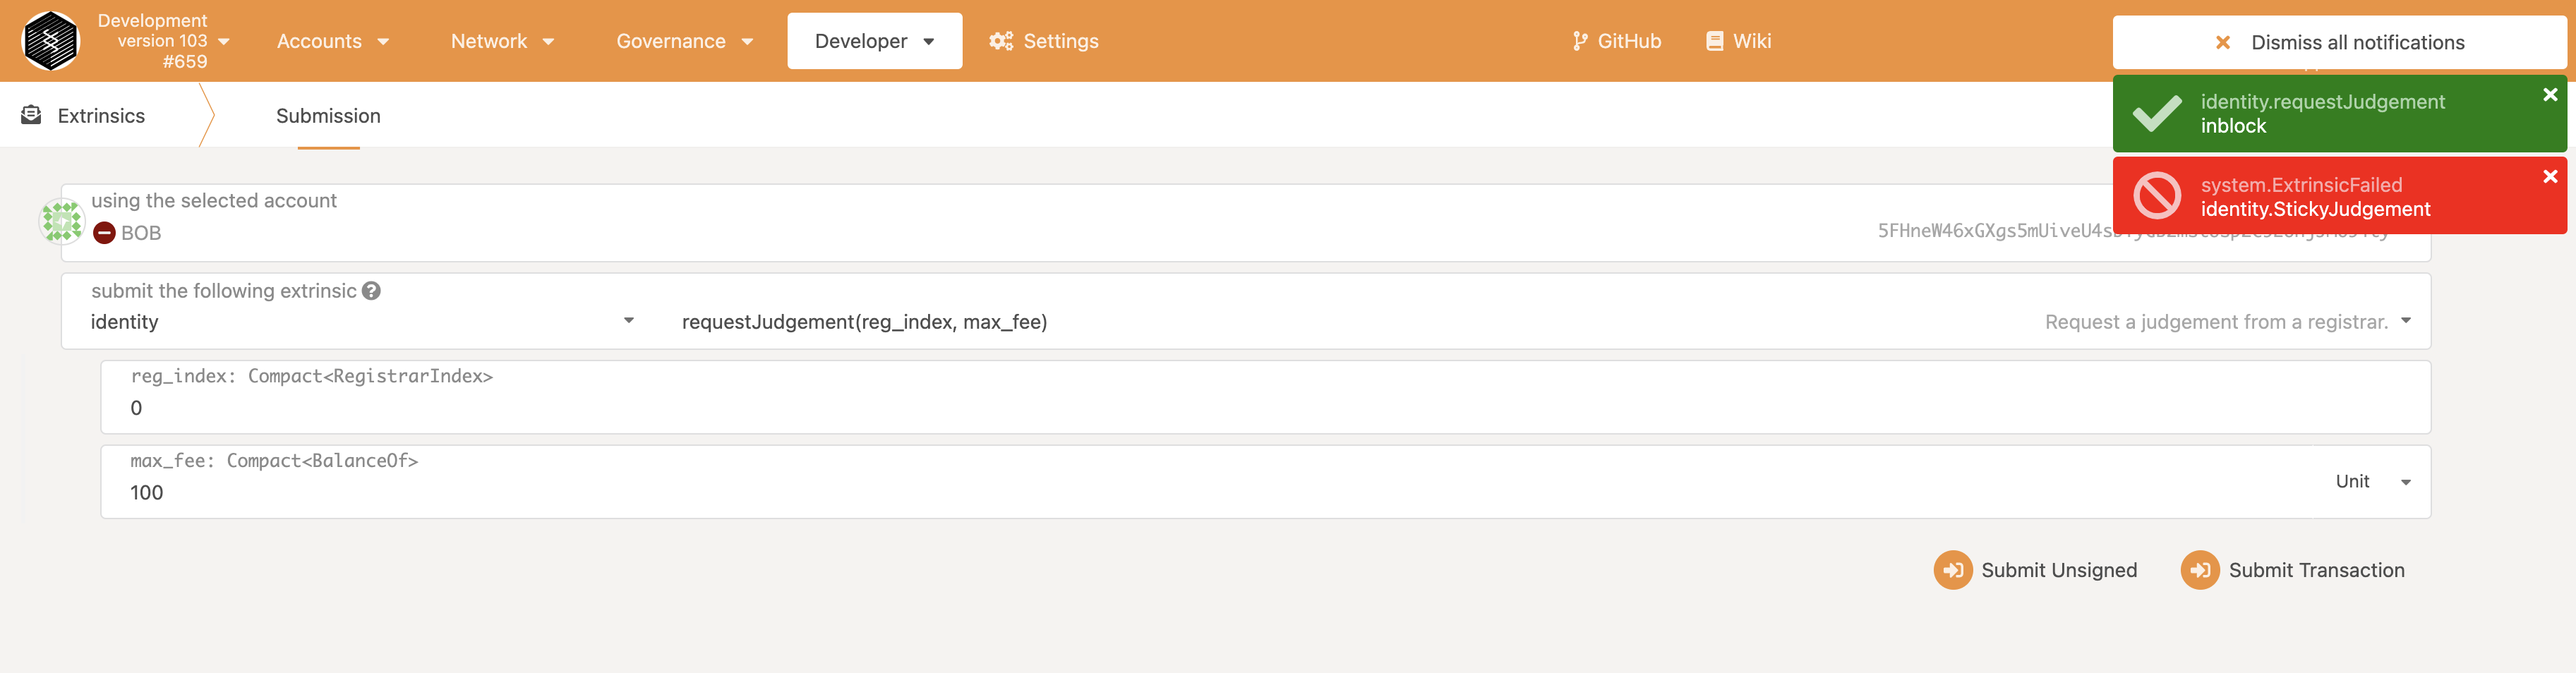 Development
version 103
#659
Accounts
Network
Governance
Developer
Settings
GitHub
Wiki
Dismiss all notifications
identity.requestJudgement
inblock
system.ExtrinsicFailed
identity.StickyJudgement
Extrinsics
Submission
using the selected account
BOB
5FHneW46xGXgs5mUiveU4s
submit the following extrinsic
identity
requestJudgement(reg_index, max_fee)
Request a judgement from a registrar.
reg_index: Compact<RegistrarIndex>
0
max_fee: Compact<BalanceOf>
100
Unit
Submit Unsigned
Submit Transaction